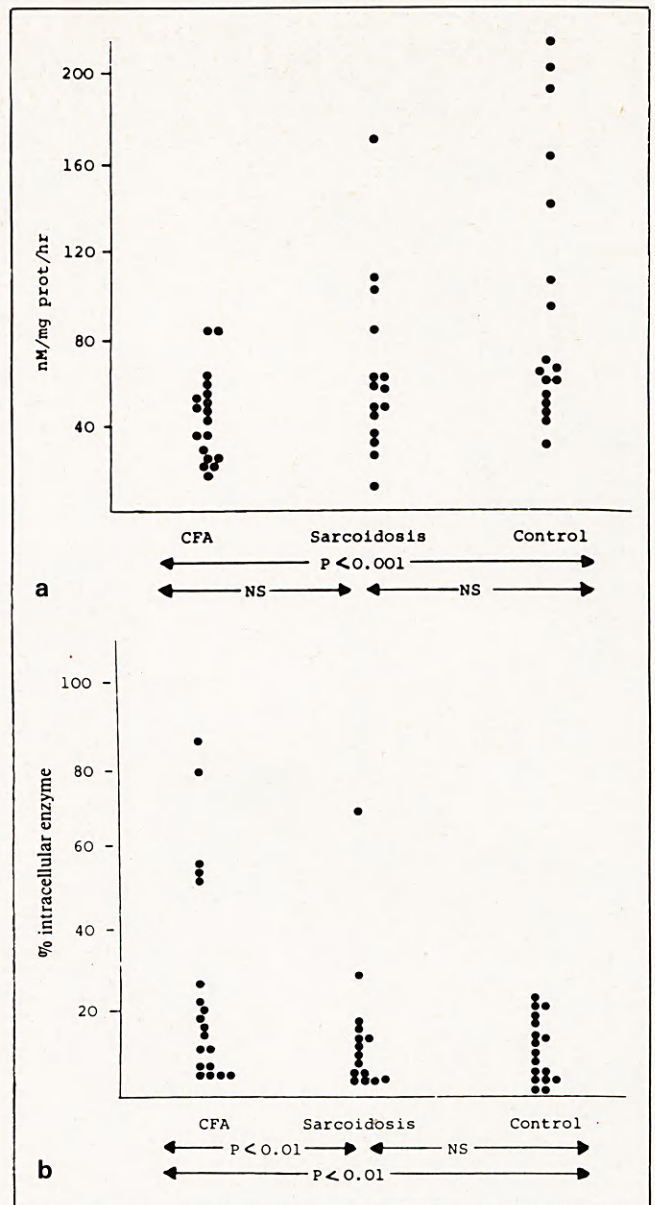 200
160
120
80
40
nM/mg prot/hr
CFA Sarcoidosis Control
P<0.001
a
NS NS
100
80
60
40
20
% intracellular enzyme
CFA Sarcoidosis Control
P<0.01 NS
b
P<0.01